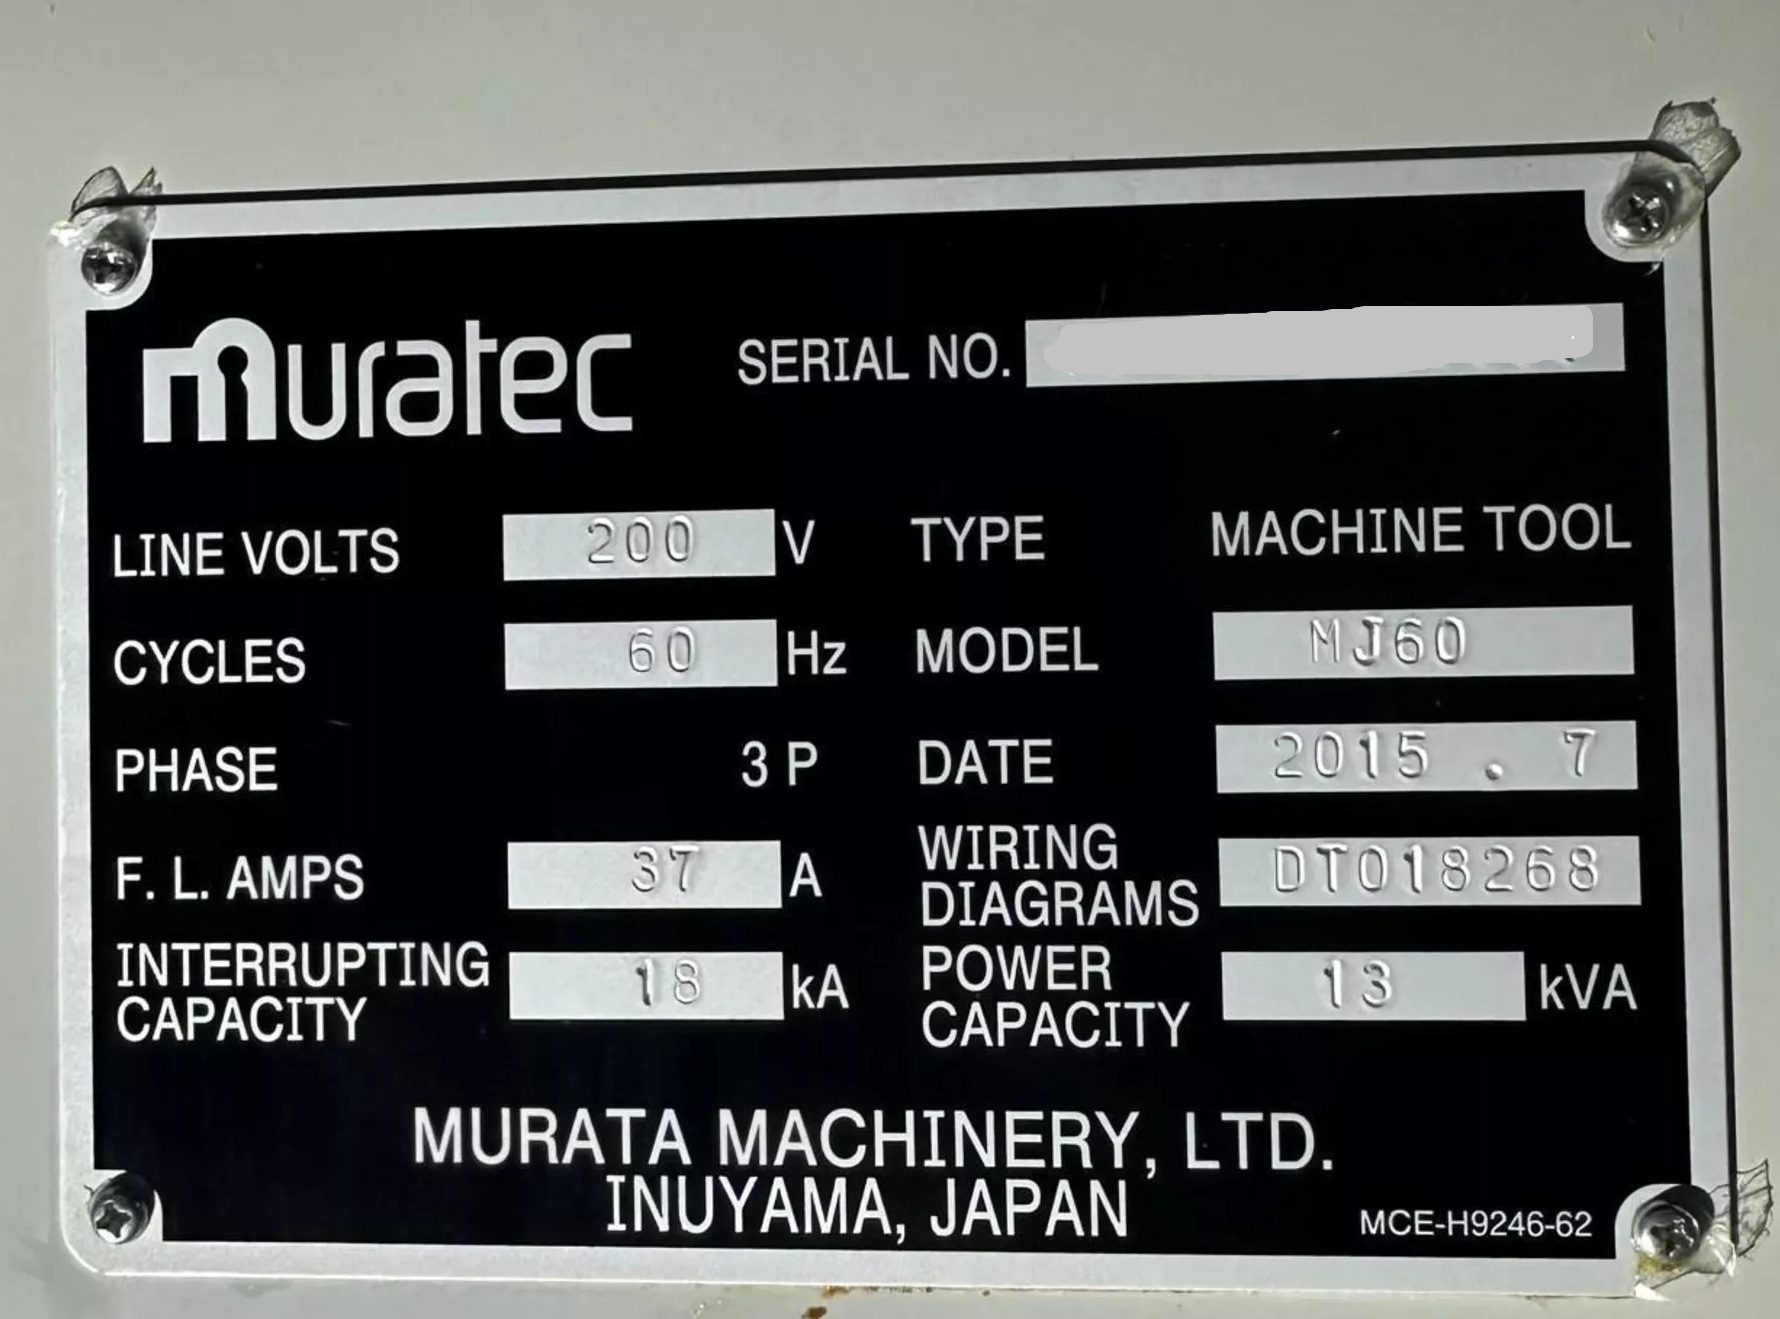 muratec SERIAL NO.
LINE VOLTS 200 V TYPE MACHINE TOOL
CYCLES 60 Hz MODEL MJ60
PHASE 3 P DATE 2015 . 7
F. L. AMPS 37 A WIRING
DIAGRAMS DT018268
INTERRUPTING
CAPACITY 18 kA POWER
CAPACITY 13 kVA
MURATA MACHINERY, LTD.
INUYAMA, JAPAN
MCE-H9246-62